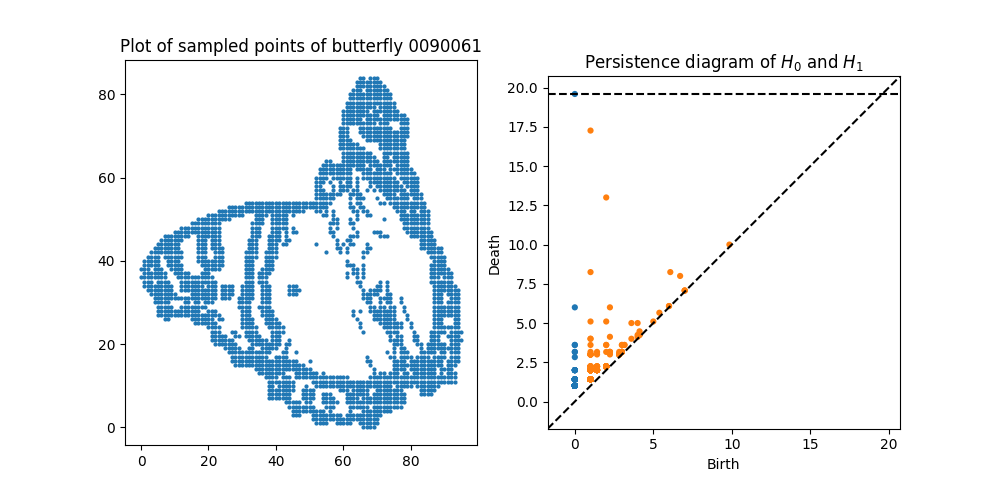 Plot of sampled points of butterfly 0090061
80
60
40
20
0
0 20 40 60 80
Persistence diagram of $H_0$ and $H_1$
Death
20.0
17.5
15.0
12.5
10.0
7.5
5.0
2.5
0.0
0 5 10 15 20
Birth